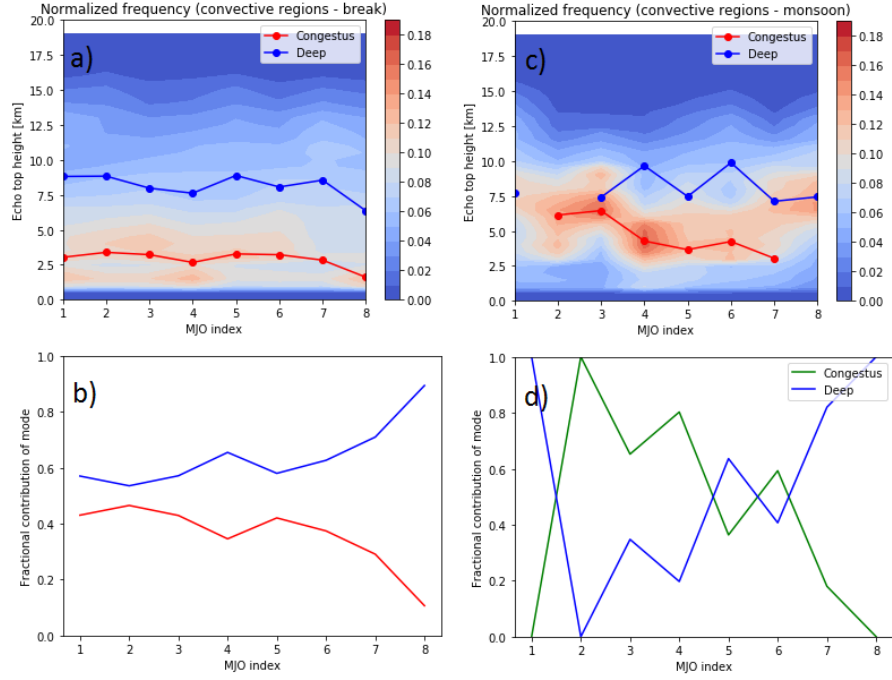 Normalized frequency (convective regions - break)
20.0
17.5
15.0
12.5
10.0
7.5
5.0
2.5
0.0
Echo top height [km]
a)
Congestus
Deep
1 2 3 4 5 6 7 8
MJO index
0.18
0.16
0.14
0.12
0.10
0.08
0.06
0.04
0.02
0.00
Normalized frequency (convective regions - monsoon)
20.0
17.5
15.0
12.5
10.0
7.5
5.0
2.5
0.0
Echo top height [km]
c)
Congestus
Deep
1 2 3 4 5 6 7 8
MJO index
0.18
0.16
0.14
0.12
0.10
0.08
0.06
0.04
0.02
0.00
1.0
0.8
0.6
0.4
0.2
0.0
Fractional contribution of mode
b)
1 2 3 4 5 6 7 8
MJO index
1.0
0.8
0.6
0.4
0.2
0.0
Fractional contribution of mode
d)
Congestus
Deep
1 2 3 4 5 6 7 8
MJO index